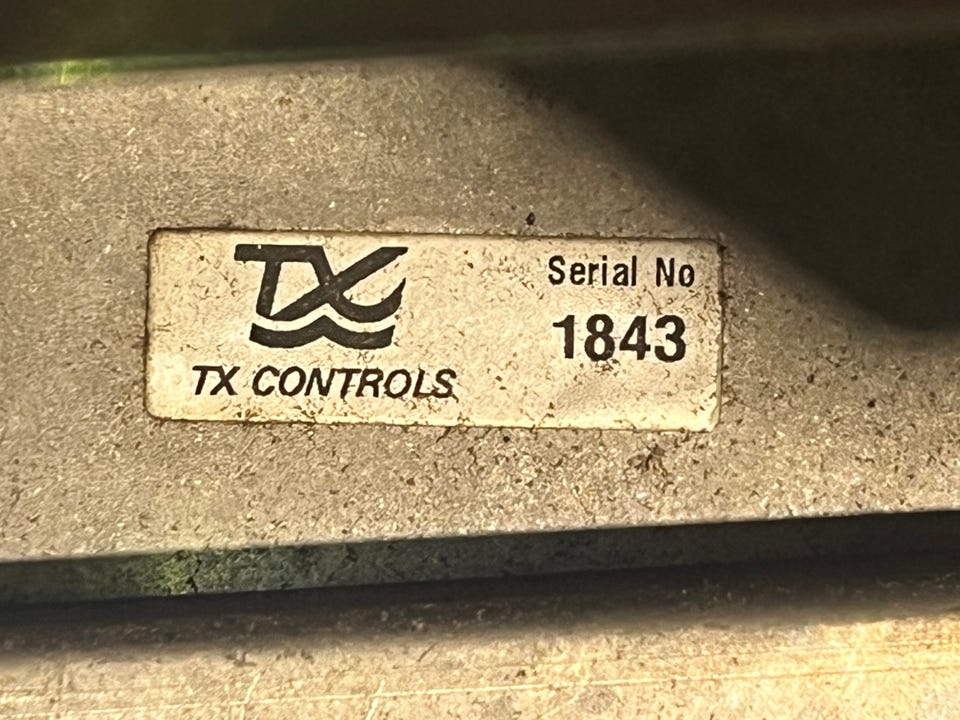 TX
TX CONTROLS
Serial No
1843